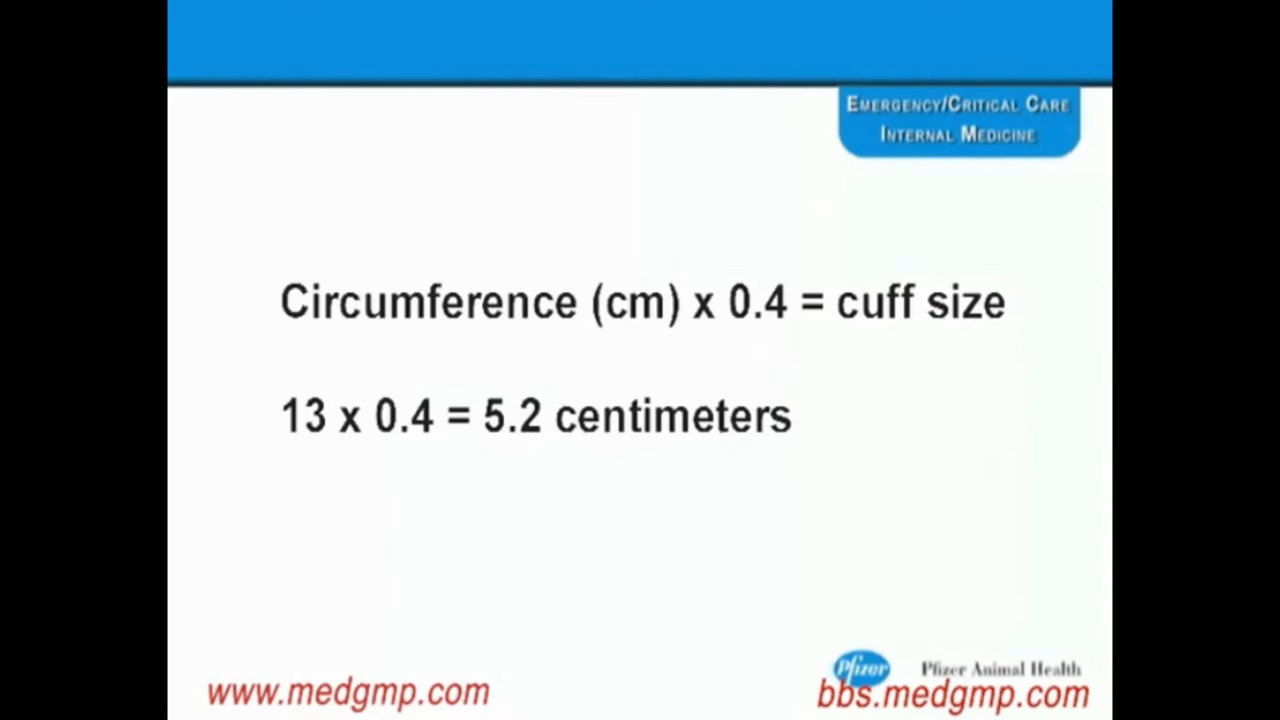 EMERGENCY/CRITICAL CARE
INTERNAL MEDICINE
Circumference (cm) x 0.4 = cuff size
13 x 0.4 = 5.2 centimeters
Pfizer Pfizer Animal Health
www.medgmp.com
bbs.medgmp.com